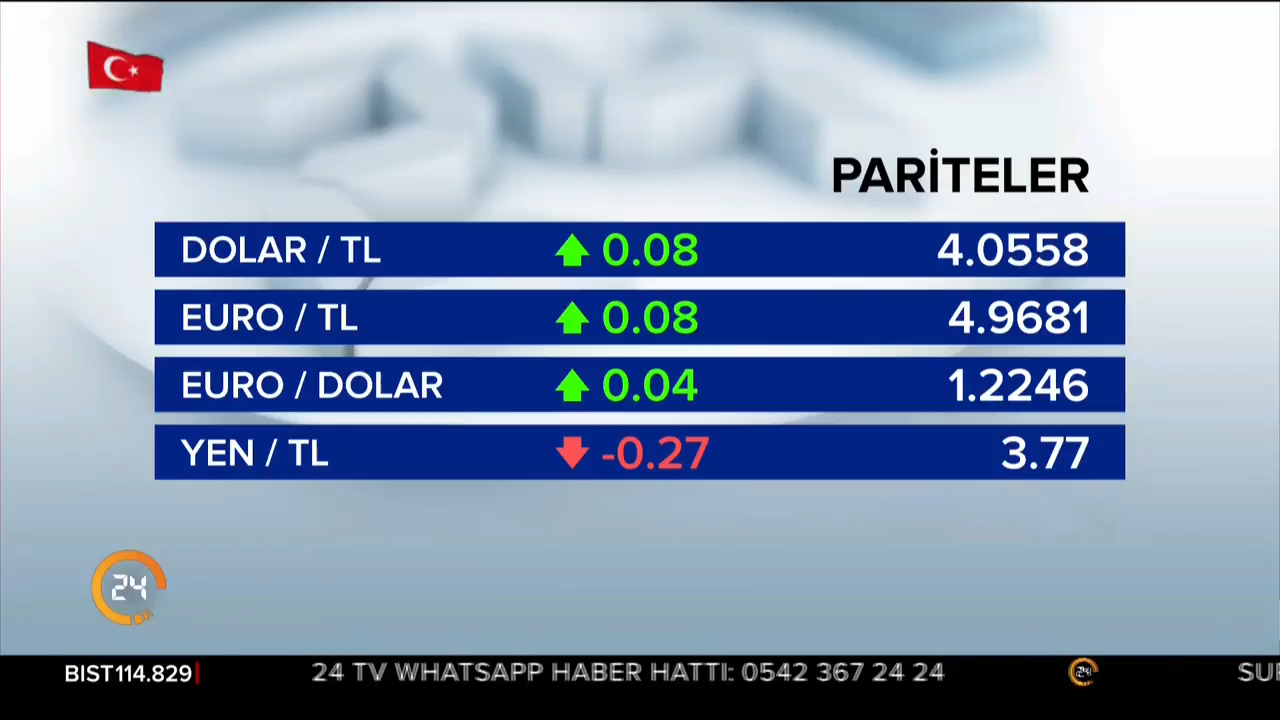 PARİTELER
DOLAR / TL 0.08 4.0558
EURO / TL 0.08 4.9681
EURO / DOLAR 0.04 1.2246
YEN / TL -0.27 3.77
24
BIST114.829 24 TV WHATSAPP HABER HATTI: 0542 367 24 24 24